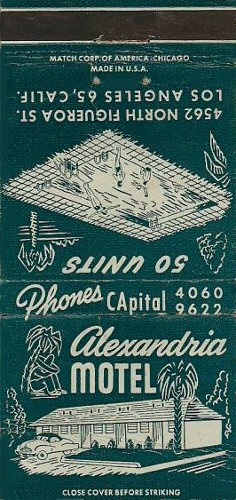 MATCH CORP. OF AMERICA, CHICAGO
MADE IN U.S.A.
4562 NORTH FIGUEROA ST.
LOS ANGELES 65, CALIF.
50 UNITS
Phones CApital 4060
9622
Alexandria
MOTEL
CLOSE COVER BEFORE STRIKING